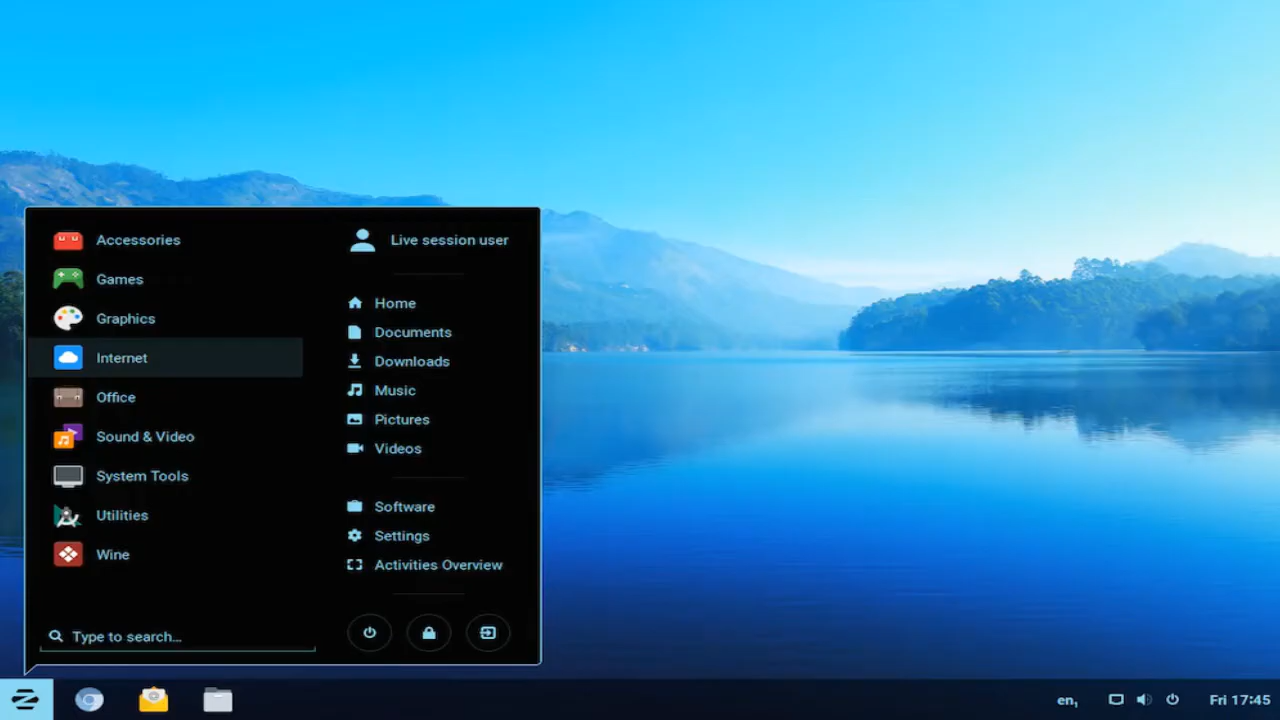 Accessories
Games
Graphics
Internet
Office
Sound & Video
System Tools
Utilities
Wine
Type to search...
Live session user
Home
Documents
Downloads
Music
Pictures
Videos
Software
Settings
Activities Overview
en₁
Fri 17:45